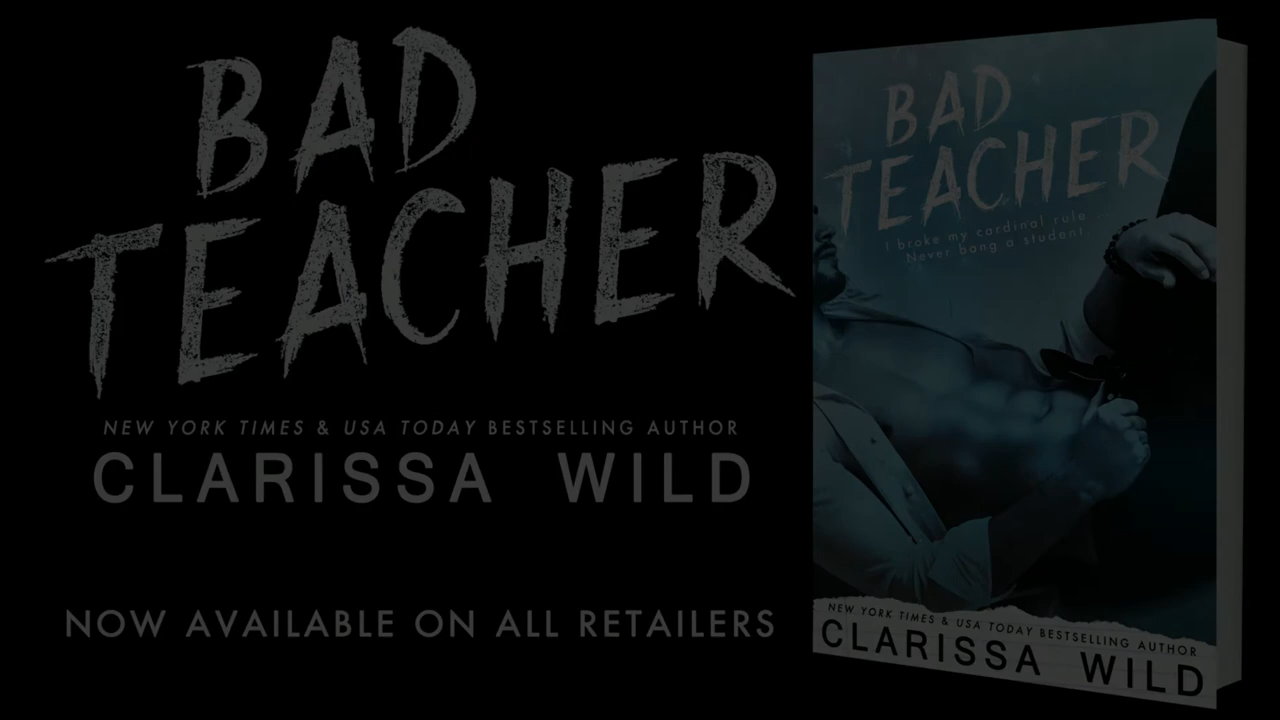 BAD
TEACHER
NEW YORK TIMES & USA TODAY BESTSELLING AUTHOR
CLARISSA WILD
NOW AVAILABLE ON ALL RETAILERS
BAD
TEACHER
I broke my cardinal rule ...
Never bang a student.
NEW YORK TIMES & USA TODAY BESTSELLING AUTHOR
CLARISSA WILD